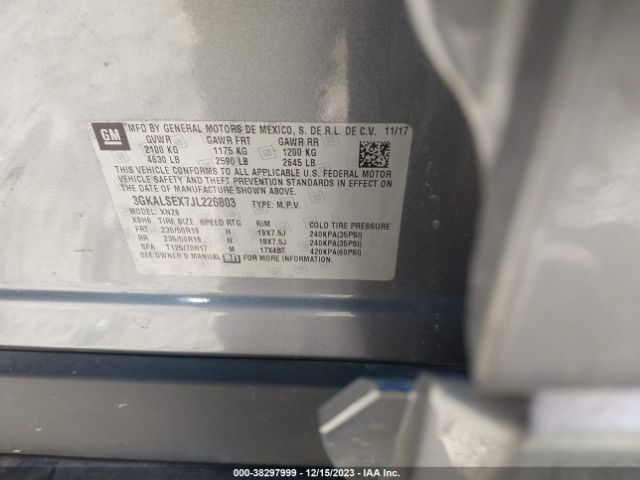 GM
MFD BY GENERAL MOTORS DE MEXICO, S. DE R.L. DE C.V. 11/17
GVWR GAWR FRT GAWR RR
2100 KG 1175 KG 1200 KG
4630 LB 2590 LB 2645 LB
THIS VEHICLE CONFORMS TO ALL APPLICABLE U.S. FEDERAL MOTOR
VEHICLE SAFETY AND THEFT PREVENTION STANDARDS IN EFFECT
ON THE DATE OF MANUFACTURE SHOWN ABOVE.
3GKALSEX7JL225803 TYPE: M.P.V.
MODEL: XN26
XBH6 TIRE SIZE SPEED RTG RIM COLD TIRE PRESSURE
FRT 235/50R19 H 19X7.5J 240KPA(35PSI)
RR 235/50R19 H 19X7.5J 240KPA(35PSI)
SPA T125/70R17 M 17X4BT 420KPA(60PSI)
SEE OWNER'S MANUAL FOR MORE INFORMATION.
000-38297999 - 12/15/2023 - IAA Inc.